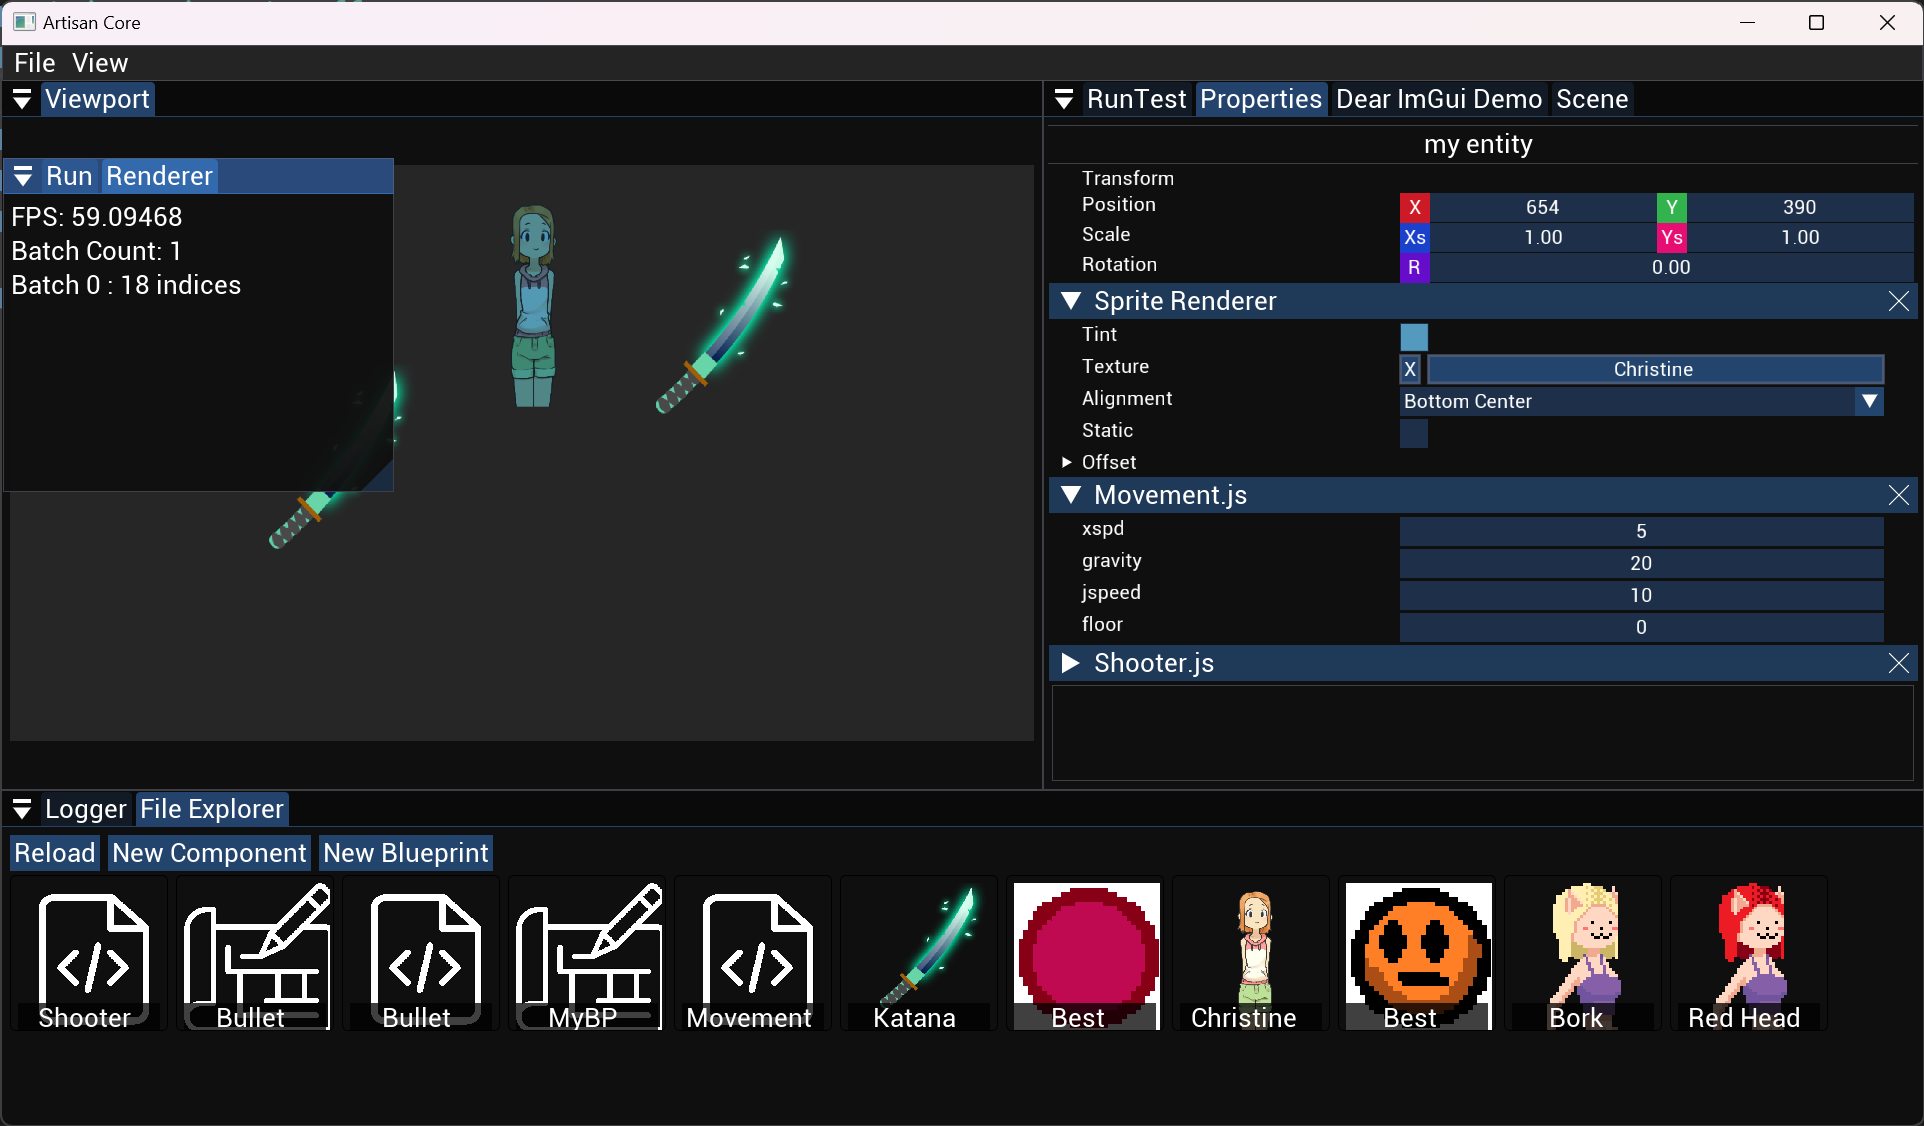 Artisan Core
File View
Viewport
Run Renderer
FPS: 59.09468
Batch Count: 1
Batch 0 : 18 indices
RunTest Properties Dear ImGui Demo Scene
my entity
Transform
Position X 654 Y 390
Scale Xs 1.00 Ys 1.00
Rotation R 0.00
Sprite Renderer
Tint
Texture X Christine
Alignment Bottom Center
Static
Offset
Movement.js
xspd 5
gravity 20
jspeed 10
floor 0
Shooter.js
Logger File Explorer
Reload New Component New Blueprint
Shooter Bullet Bullet MyBP Movement Katana Best Christine Best Bork Red Head